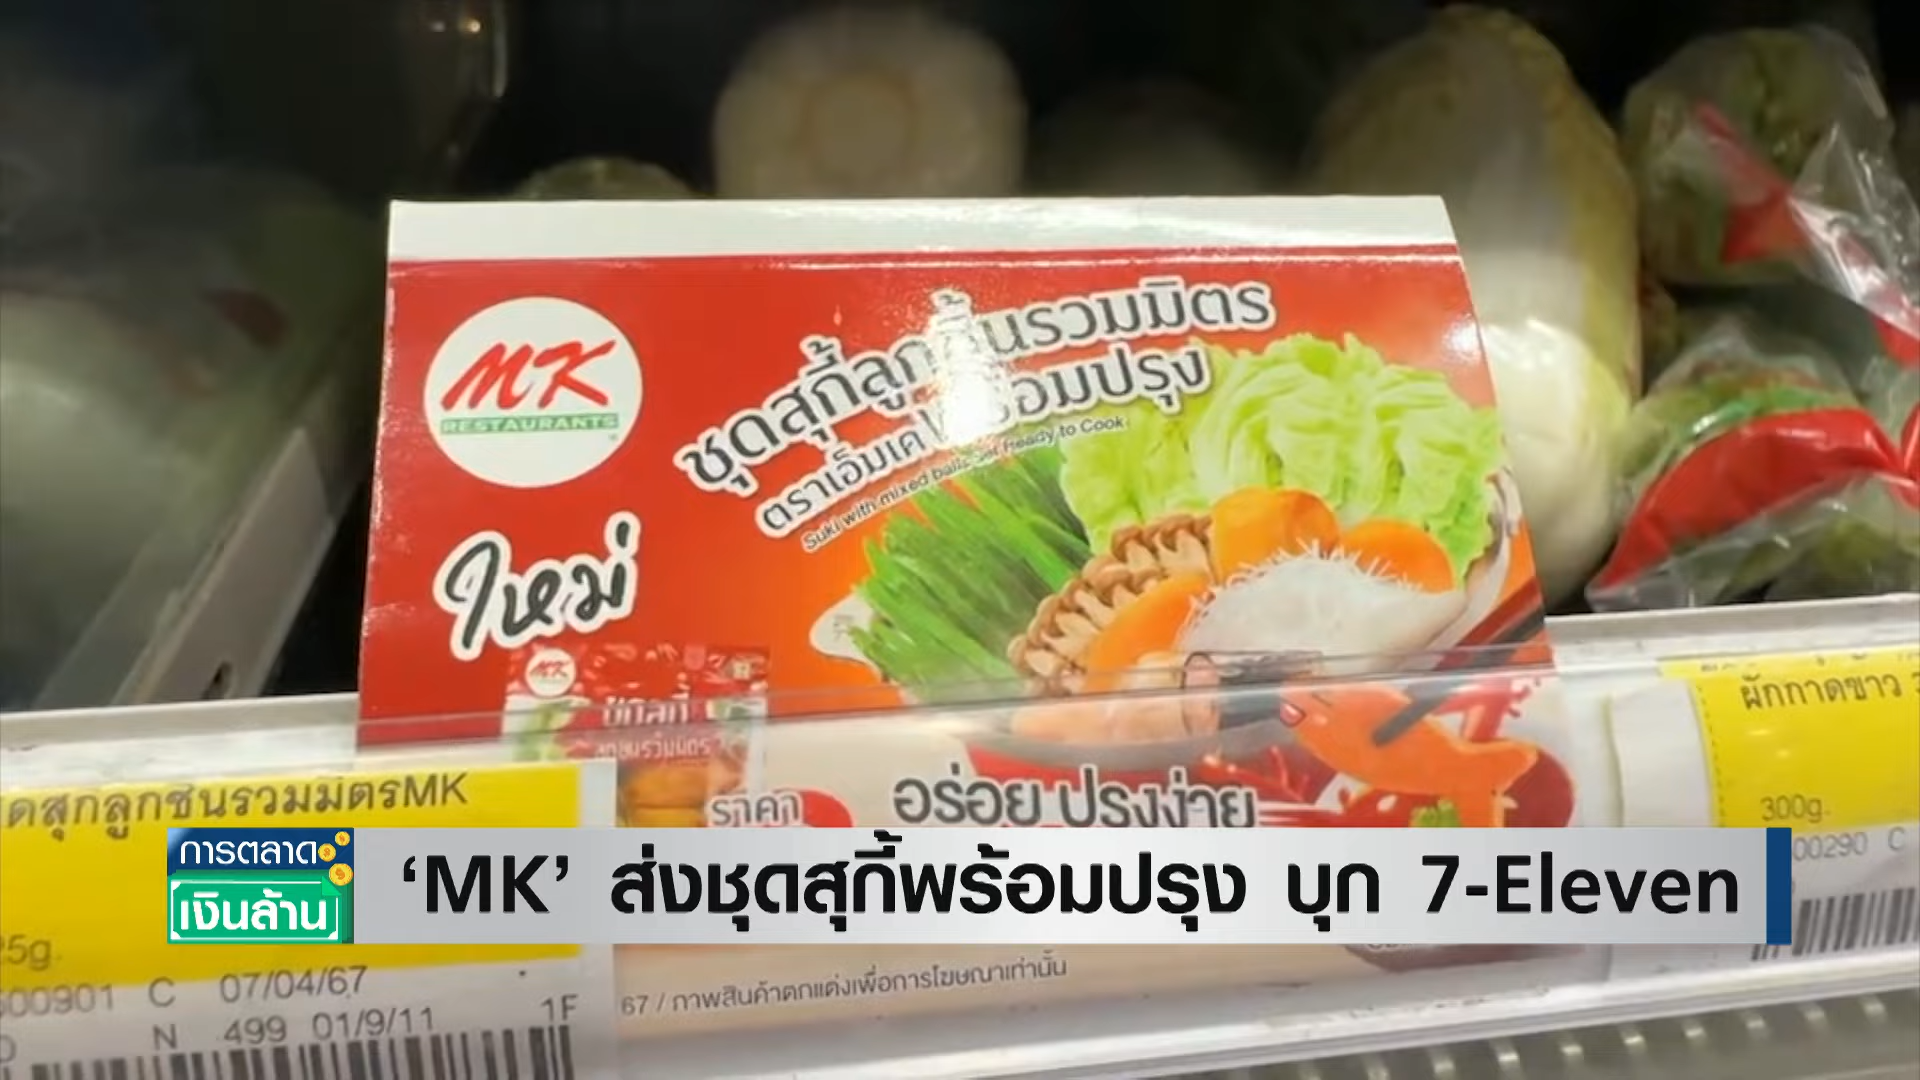 MK
RESTAURANTS
ชุดสุกี้ลูกชิ้นรวมมิตร
ตราเอ็มเค พร้อมปรุง
Suki with mixed balls Set Ready to Cook
ใหม่
MK
ราคา
อร่อย ปรุงง่าย
ผักกาดขาว
300g.
00290 C
ดสุกี้ลูกชิ้นรวมมิตรMK
25g.
500901 C 07/04/67
N 499 01/9/11 1F
67 / ภาพสินค้าตกแต่งเพื่อการโฆษณาเท่านั้น
การตลาด
เงินล้าน
‘MK’ ส่งชุดสุกี้พร้อมปรุง บุก 7-Eleven